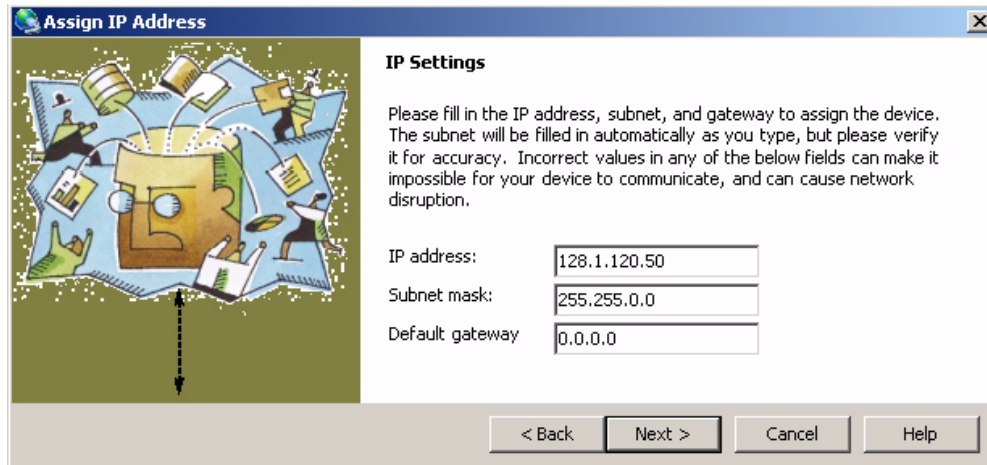 Assign IP Address
IP Settings
Please fill in the IP address, subnet, and gateway to assign the device.
The subnet will be filled in automatically as you type, but please verify
it for accuracy.  Incorrect values in any of the below fields can make it
impossible for your device to communicate, and can cause network
disruption.
IP address: 128.1.120.50
Subnet mask: 255.255.0.0
Default gateway 0.0.0.0
< Back Next > Cancel Help